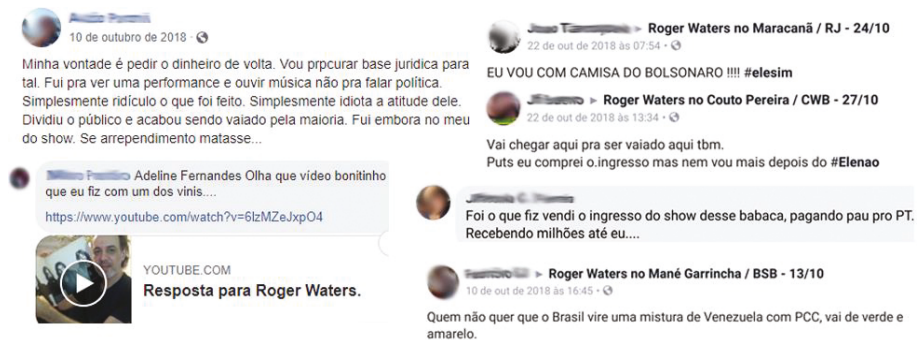 10 de outubro de 2018
Minha vontade é pedir o dinheiro de volta. Vou prpcurar base juridica para
tal. Fui pra ver uma performance e ouvir música não pra falar política.
Simplesmente ridículo o que foi feito. Simplesmente idiota a atitude dele.
Dividiu o público e acabou sendo vaiado pela maioria. Fui embora no meu
do show. Se arrependimento matasse...
Adeline Fernandes Olha que vídeo bonitinho
que eu fiz com um dos vinis....
https://www.youtube.com/watch?v=6lzMZeJxpO4
YOUTUBE.COM
Resposta para Roger Waters.
Roger Waters no Maracanã / RJ - 24/10
22 de out de 2018 às 07:54
EU VOU COM CAMISA DO BOLSONARO !!!! #elesim
Roger Waters no Couto Pereira / CWB - 27/10
22 de out de 2018 às 13:34
Vai chegar aqui pra ser vaiado aqui tbm.
Puts eu comprei o.ingresso mas nem vou mais depois do #Elenao
Foi o que fiz vendi o ingresso do show desse babaca, pagando pau pro PT.
Recebendo milhões até eu....
Roger Waters no Mané Garrincha / BSB - 13/10
10 de out de 2018 às 16:45
Quem não quer que o Brasil vire uma mistura de Venezuela com PCC, vai de verde e
amarelo.